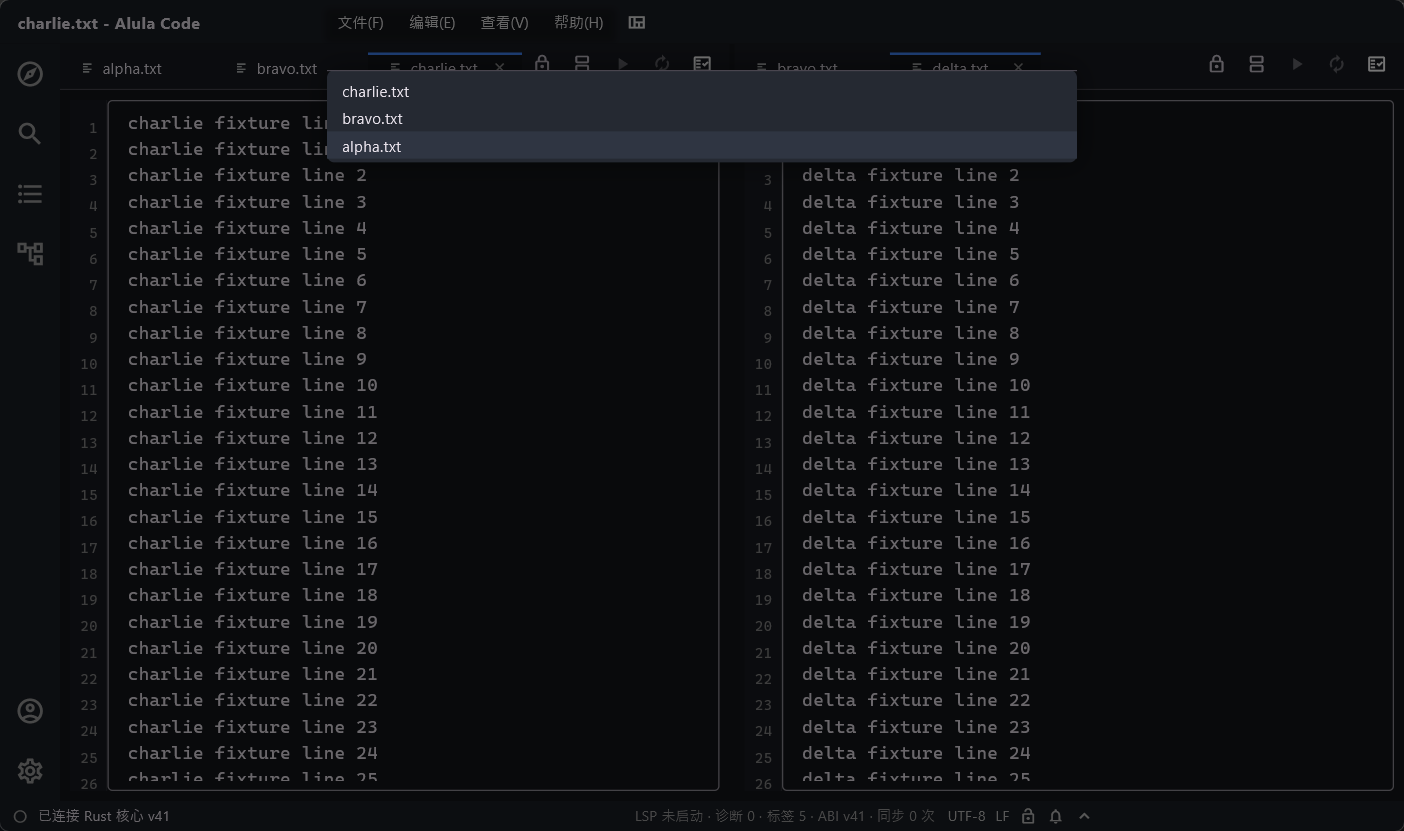 charlie.txt - Alula Code
文件(F) 编辑(E) 查看(V) 帮助(H)
alpha.txt bravo.txt charlie.txt bravo.txt delta.txt
charlie.txt
bravo.txt
alpha.txt
1 charlie fixture
2 charlie fixture
3 charlie fixture line 2
4 charlie fixture line 3
5 charlie fixture line 4
6 charlie fixture line 5
7 charlie fixture line 6
8 charlie fixture line 7
9 charlie fixture line 8
10 charlie fixture line 9
11 charlie fixture line 10
12 charlie fixture line 11
13 charlie fixture line 12
14 charlie fixture line 13
15 charlie fixture line 14
16 charlie fixture line 15
17 charlie fixture line 16
18 charlie fixture line 17
19 charlie fixture line 18
20 charlie fixture line 19
21 charlie fixture line 20
22 charlie fixture line 21
23 charlie fixture line 22
24 charlie fixture line 23
25 charlie fixture line 24
26 charlie fixture line 25
3 delta fixture line 2
4 delta fixture line 3
5 delta fixture line 4
6 delta fixture line 5
7 delta fixture line 6
8 delta fixture line 7
9 delta fixture line 8
10 delta fixture line 9
11 delta fixture line 10
12 delta fixture line 11
13 delta fixture line 12
14 delta fixture line 13
15 delta fixture line 14
16 delta fixture line 15
17 delta fixture line 16
18 delta fixture line 17
19 delta fixture line 18
20 delta fixture line 19
21 delta fixture line 20
22 delta fixture line 21
23 delta fixture line 22
24 delta fixture line 23
25 delta fixture line 24
26 delta fixture line 25
已连接 Rust 核心 v41
LSP 未启动 · 诊断 0 · 标签 5 · ABI v41 · 同步 0 次 UTF-8 LF